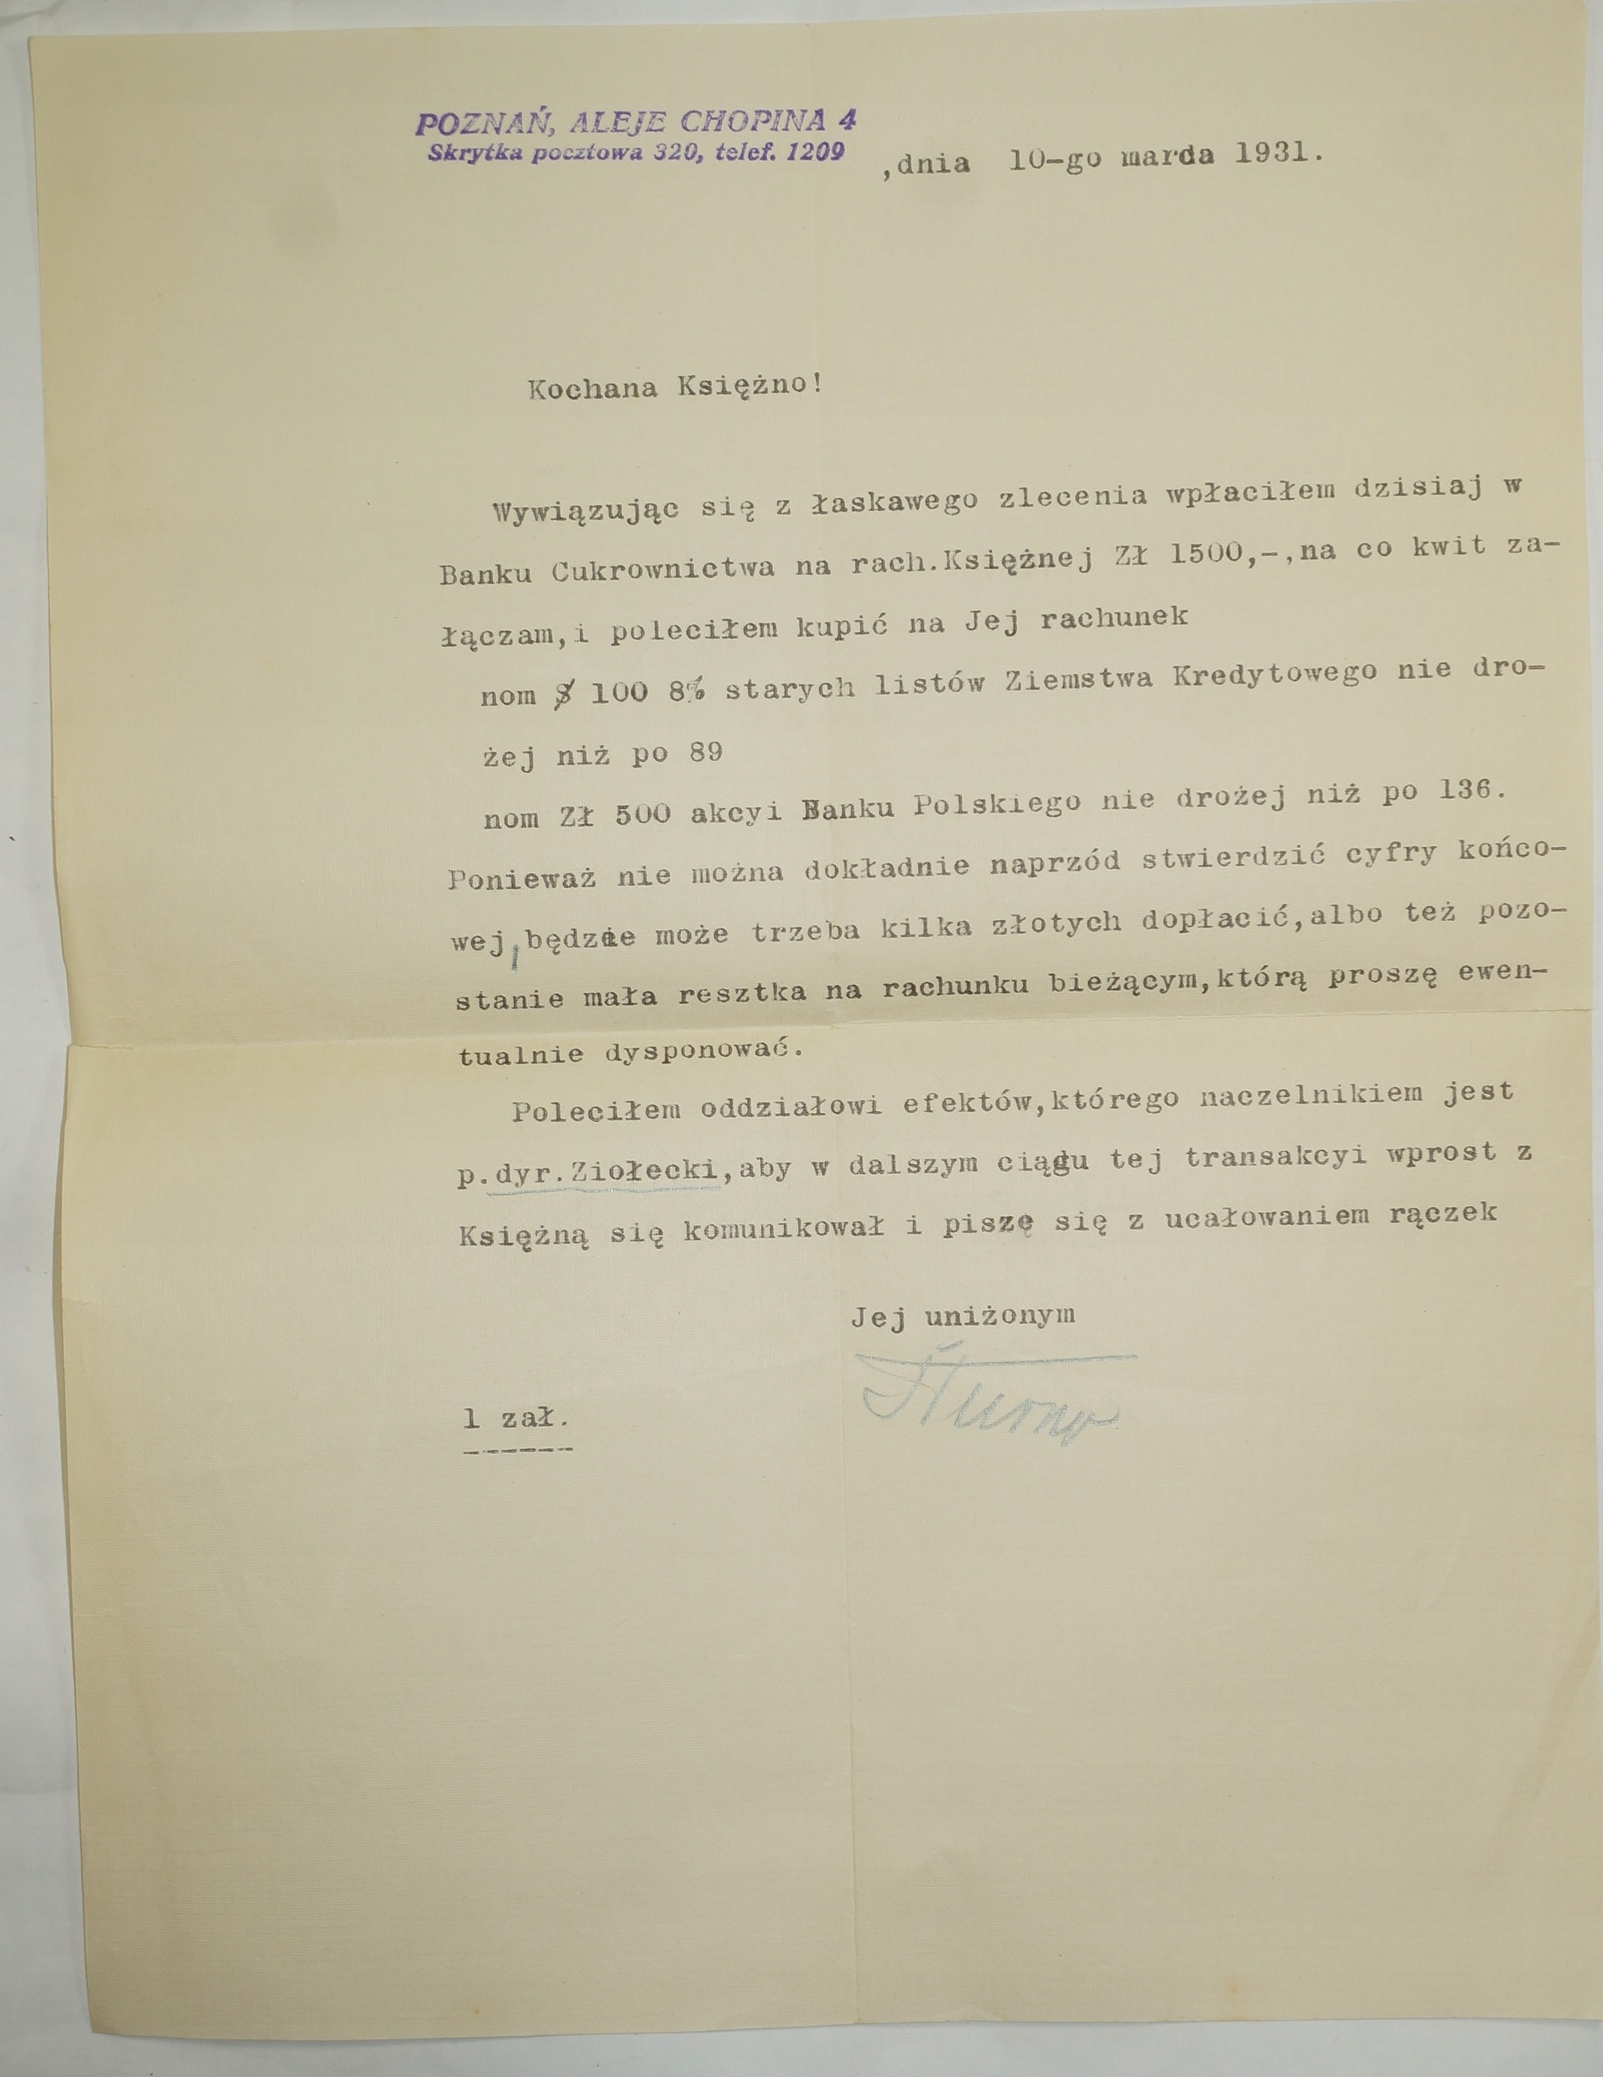 POZNAŃ, ALEJE CHOPINA 4
Skrytka pocztowa 320, telef. 1209
,dnia 10-go marda 1931.
Kochana Księżno!
Wywiązując się z łaskawego zlecenia wpłaciłem dzisiaj w
Banku Cukrownictwa na rach.Księżnej Zł 1500,-,na co kwit za-
łączam,i poleciłem kupić na Jej rachunek
nom $ 100 8% starych listów Ziemstwa Kredytowego nie dro-
żej niż po 89
nom Zł 500 akcyi Banku Polskiego nie drożej niż po 136.
Ponieważ nie można dokładnie naprzód stwierdzić cyfry końco-
wej,będzie może trzeba kilka złotych dopłacić,albo też pozo-
stanie mała resztka na rachunku bieżącym,którą proszę ewen-
tualnie dysponować.
Poleciłem oddziałowi efektów,którego naczelnikiem jest
p.dyr.Ziołecki,aby w dalszym ciągu tej transakcyi wprost z
Księżną się komunikował i piszę się z ucałowaniem rączek
Jej uniżonym
1 zał.
------